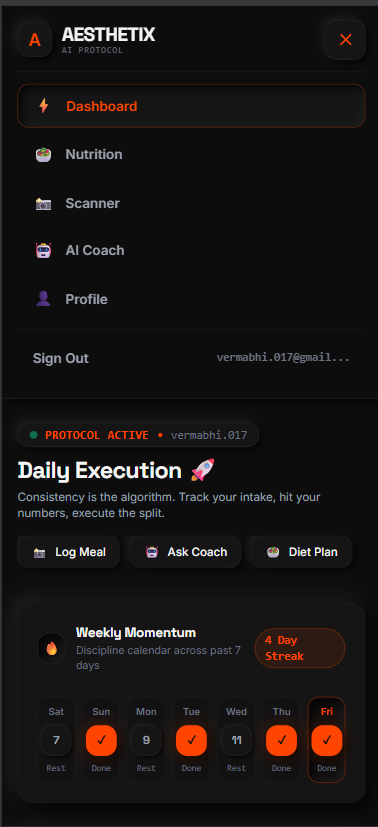 A
AESTHETIX
AI PROTOCOL
Dashboard
Nutrition
Scanner
AI Coach
Profile
Sign Out
vermabhi.017@gmail...
PROTOCOL ACTIVE • vermabhi.017
Daily Execution 🚀
Consistency is the algorithm. Track your intake, hit your
numbers, execute the split.
Log Meal
Ask Coach
Diet Plan
Weekly Momentum
Discipline calendar across past 7
days
4 Day
Streak
Sat Sun Mon Tue Wed Thu Fri
7 ✓ 9 ✓ 11 ✓ ✓
Rest Done Rest Done Rest Done Done